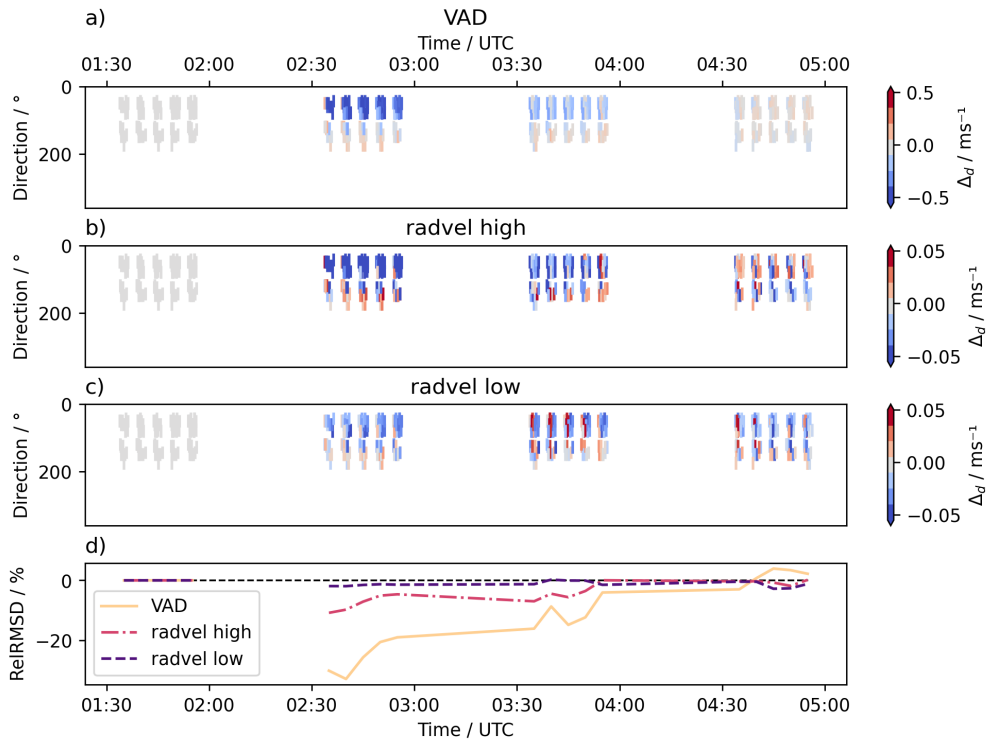 a)
VAD
Time / UTC
01:30 02:00 02:30 03:00 03:30 04:00 04:30 05:00
0
200
Direction / °
0.5
0.0
−0.5
Δd / ms⁻¹
b)
radvel high
0
200
Direction / °
0.05
0.00
−0.05
Δd / ms⁻¹
c)
radvel low
0
200
Direction / °
0.05
0.00
−0.05
Δd / ms⁻¹
d)
0
−20
RelRMSD / %
VAD
radvel high
radvel low
01:30 02:00 02:30 03:00 03:30 04:00 04:30 05:00
Time / UTC